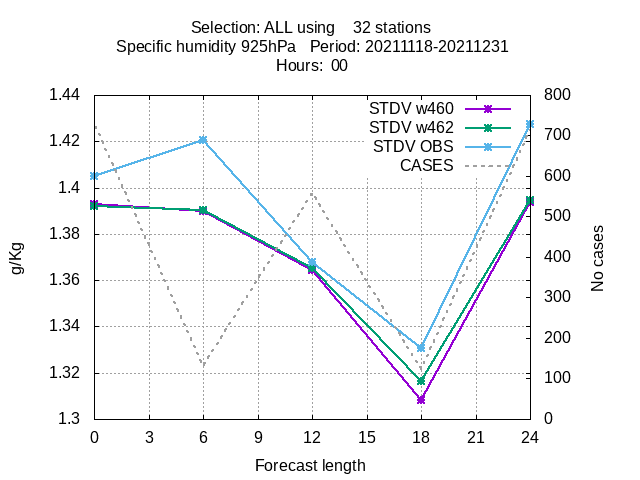 Selection: ALL using    32 stations
Specific humidity 925hPa   Period: 20211118-20211231
Hours:  00
1.44
1.42
1.4
1.38
1.36
1.34
1.32
1.3
g/Kg
STDV w460
STDV w462
STDV OBS
CASES
800
700
600
500
400
300
200
100
0
No cases
0 3 6 9 12 15 18 21 24
Forecast length